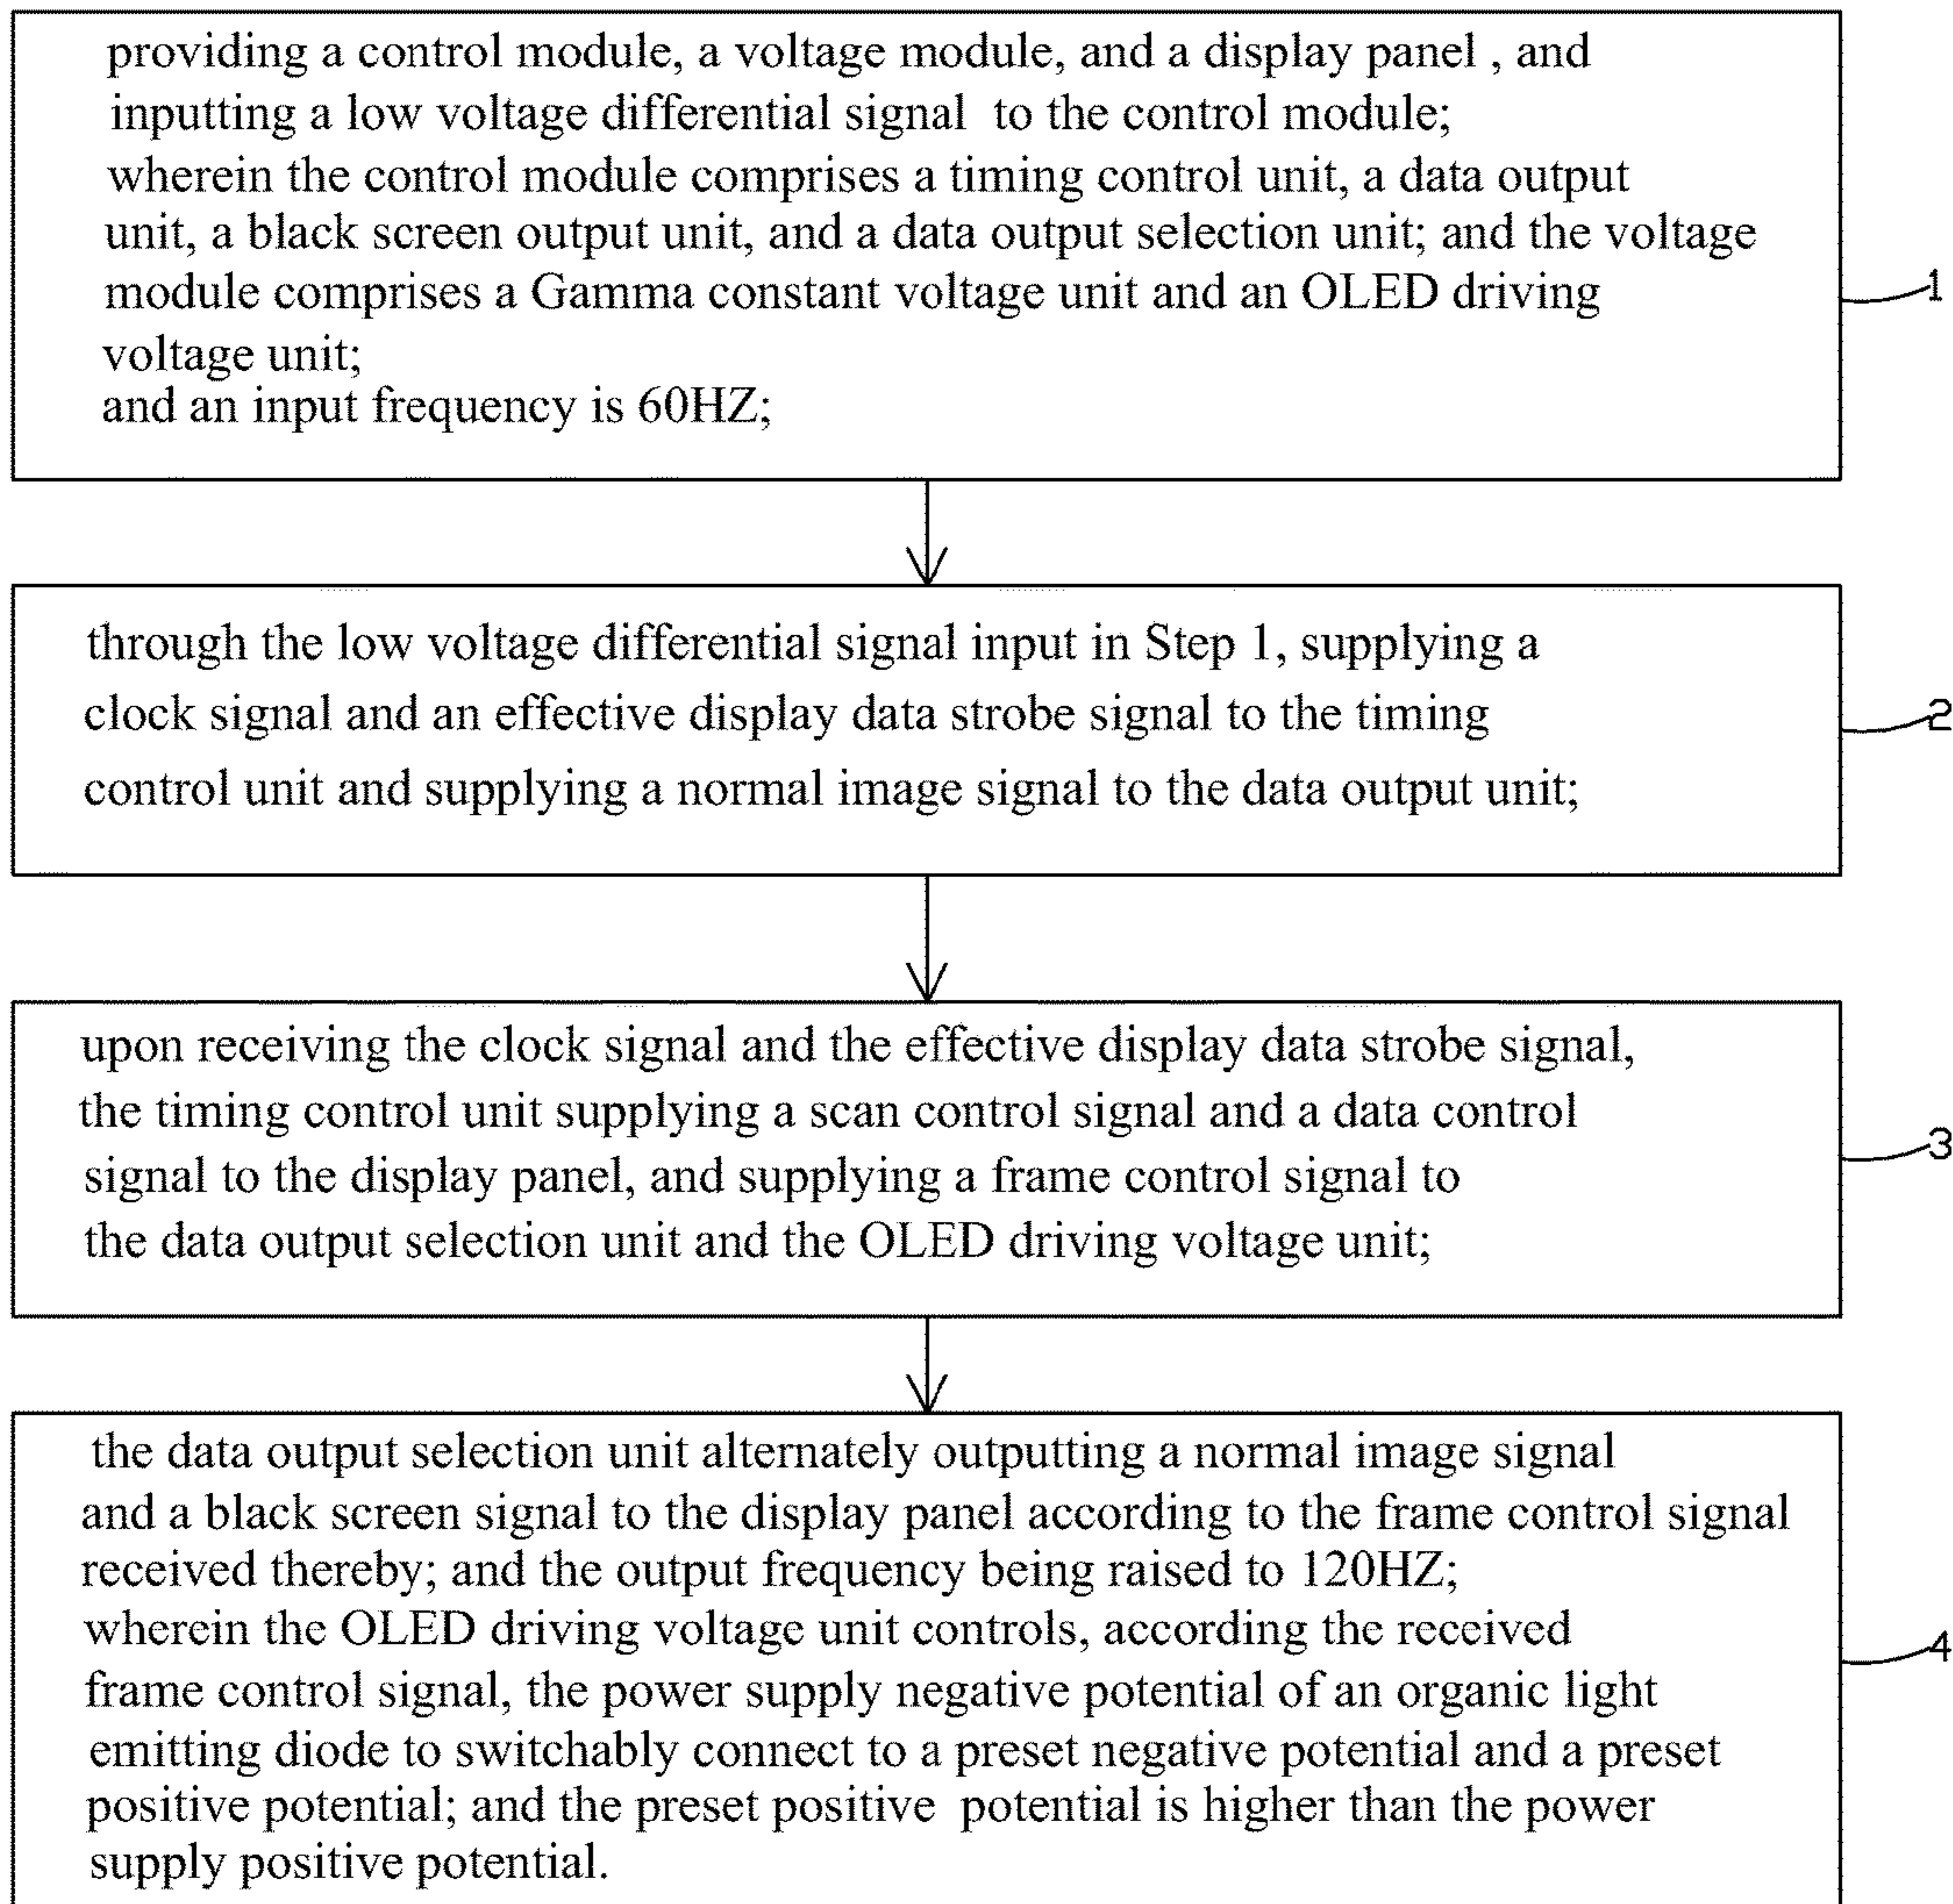 providing a control module, a voltage module, and a display panel , and
inputting a low voltage differential signal to the control module;
wherein the control module comprises a timing control unit, a data output
unit, a black screen output unit, and a data output selection unit; and the voltage
module comprises a Gamma constant voltage unit and an OLED driving
voltage unit;
and an input frequency is 60HZ;
1
through the low voltage differential signal input in Step 1, supplying a
clock signal and an effective display data strobe signal to the timing
control unit and supplying a normal image signal to the data output unit;
2
upon receiving the clock signal and the effective display data strobe signal,
the timing control unit supplying a scan control signal and a data control
signal to the display panel, and supplying a frame control signal to
the data output selection unit and the OLED driving voltage unit;
3
the data output selection unit alternately outputting a normal image signal
and a black screen signal to the display panel according to the frame control signal
received thereby; and the output frequency being raised to 120HZ;
wherein the OLED driving voltage unit controls, according the received
frame control signal, the power supply negative potential of an organic light
emitting diode to switchably connect to a preset negative potential and a preset
positive potential; and the preset positive potential is higher than the power
supply positive potential.
4